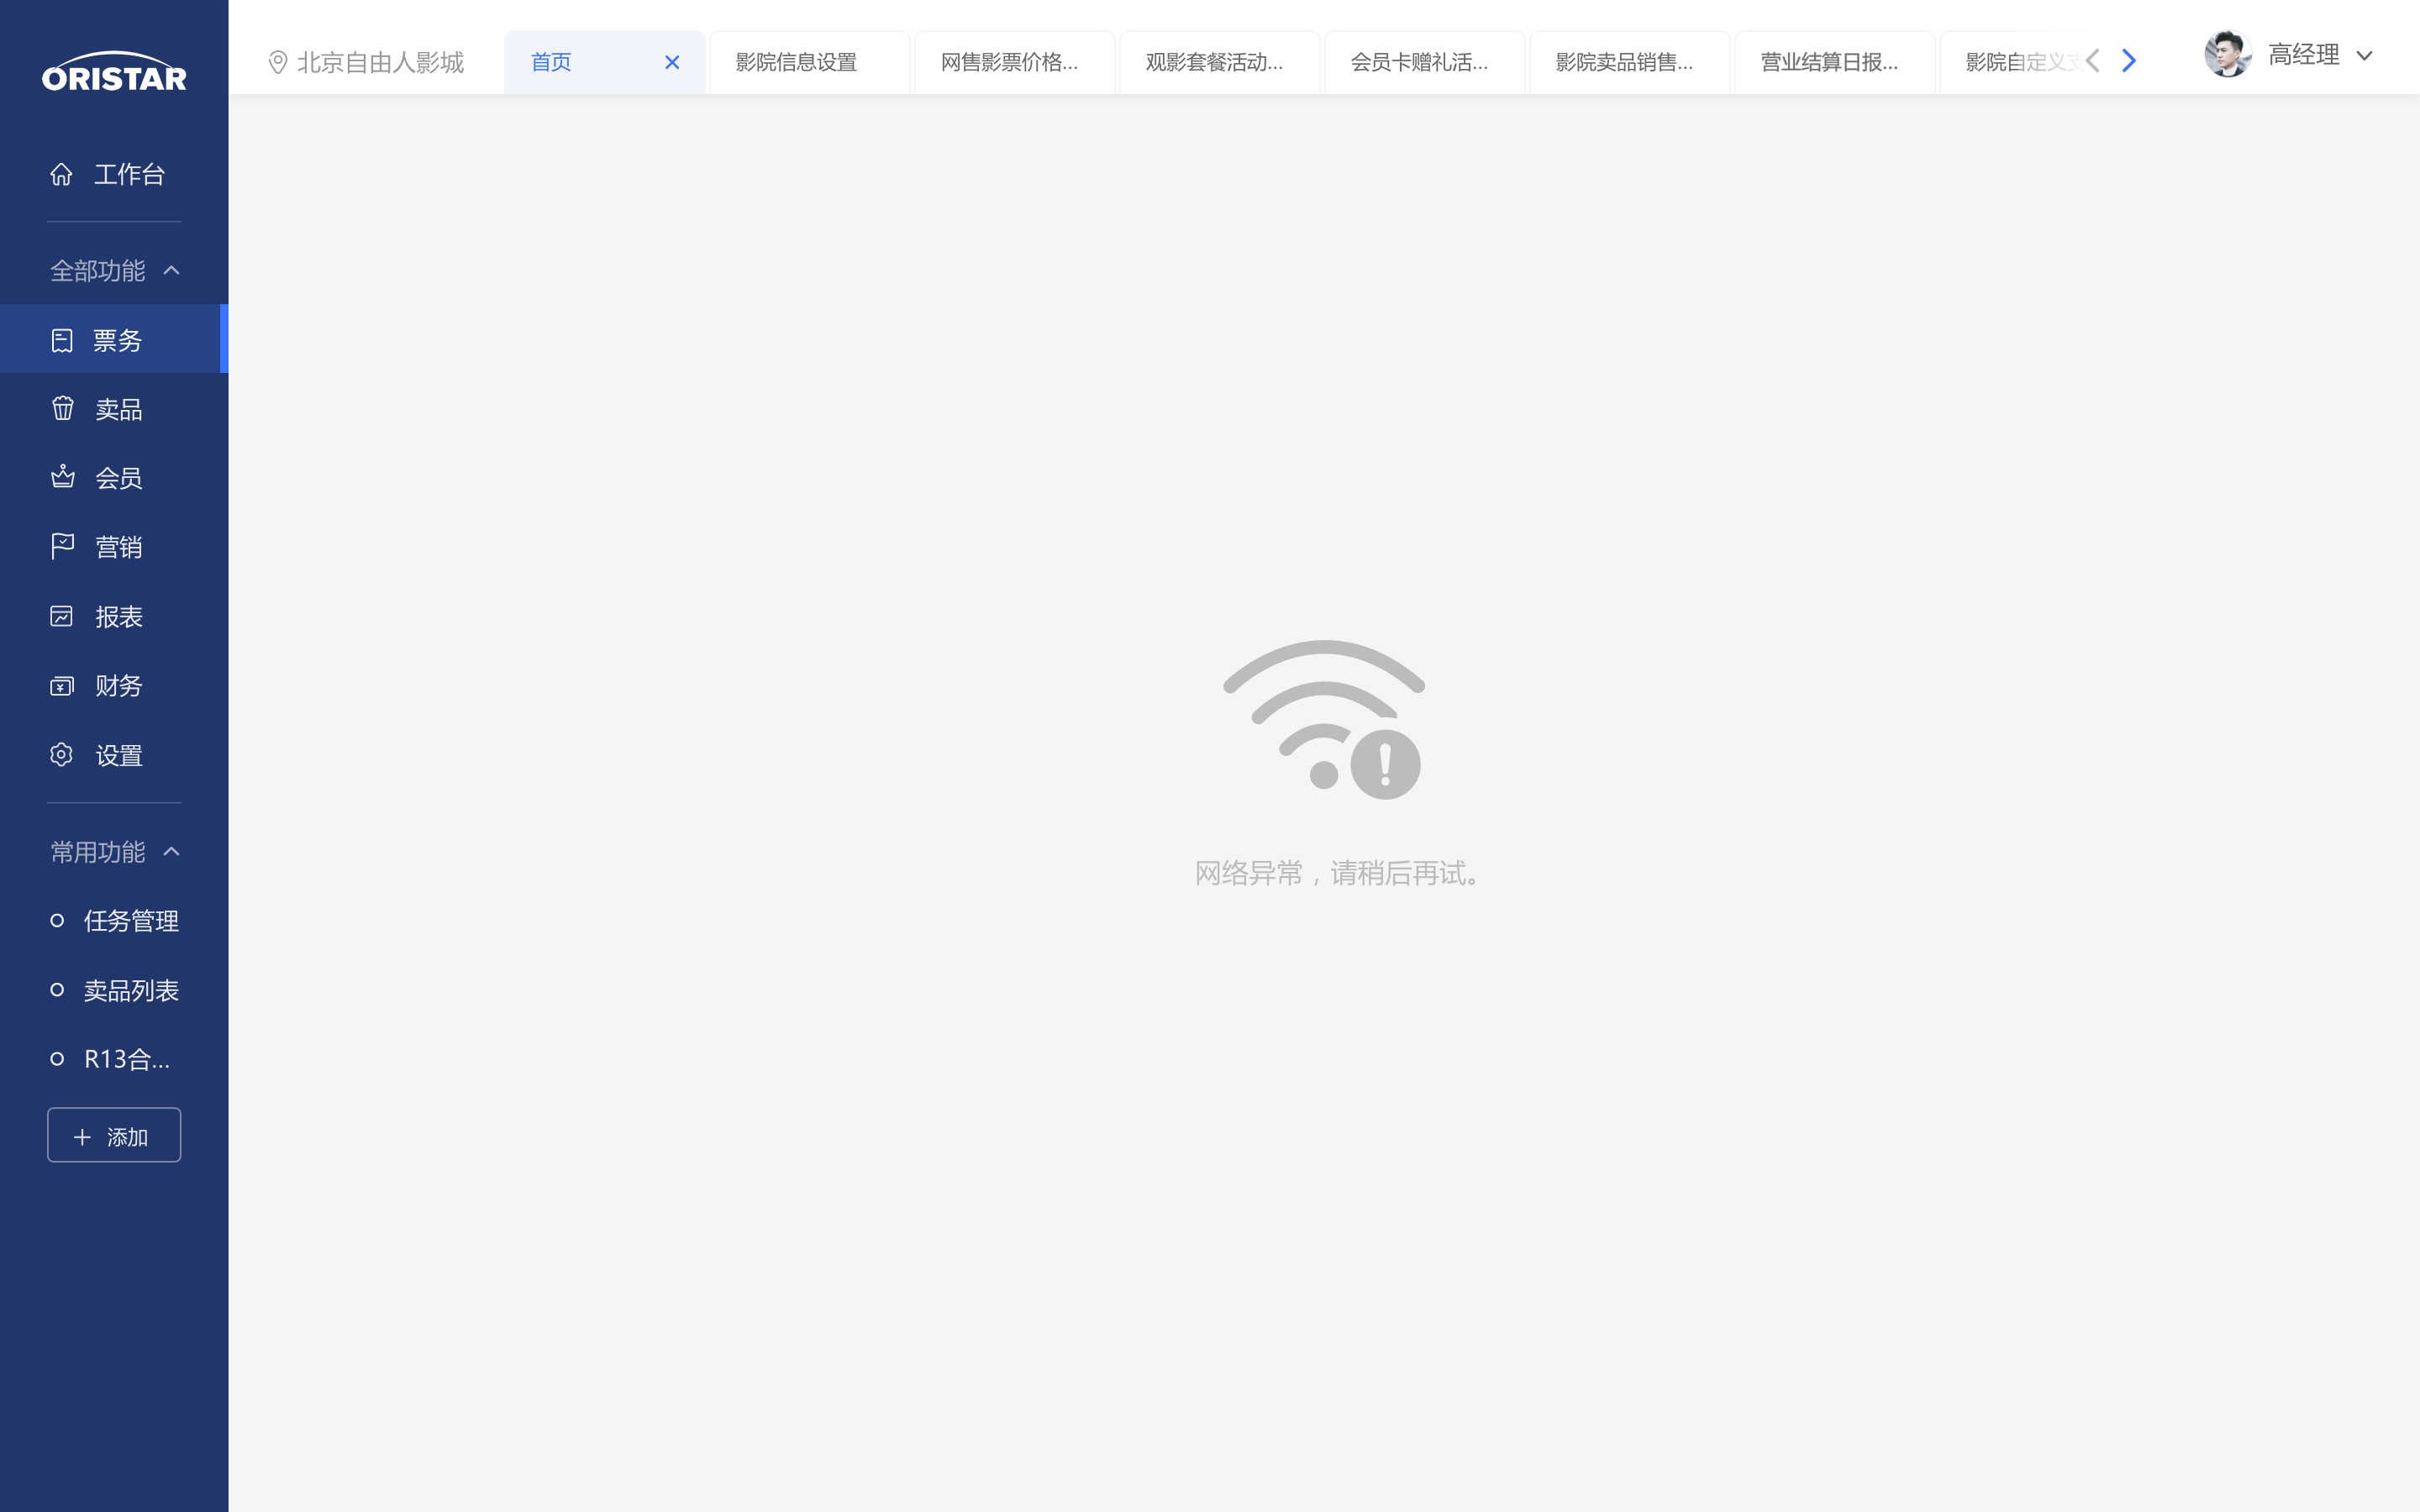 ORISTAR
北京自由人影城
首页
影院信息设置
网售影票价格...
观影套餐活动...
会员卡赠礼活...
影院卖品销售...
营业结算日报...
影院自定义支
高经理
工作台
全部功能
票务
卖品
会员
营销
报表
财务
设置
常用功能
任务管理
卖品列表
R13合...
添加
网络异常，请稍后再试。